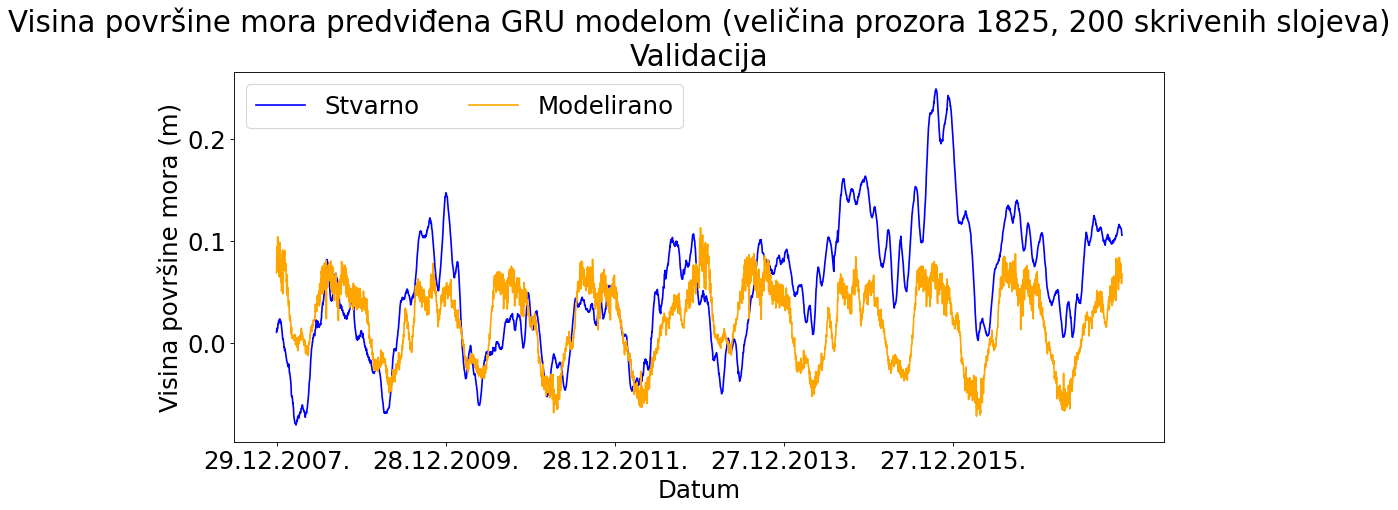 Visina površine mora predviđena GRU modelom (veličina prozora 1825, 200 skrivenih slojeva)
Validacija
Stvarno
Modelirano
Visina površine mora (m)
0.2
0.1
0.0
29.12.2007.
28.12.2009.
28.12.2011.
27.12.2013.
27.12.2015.
Datum